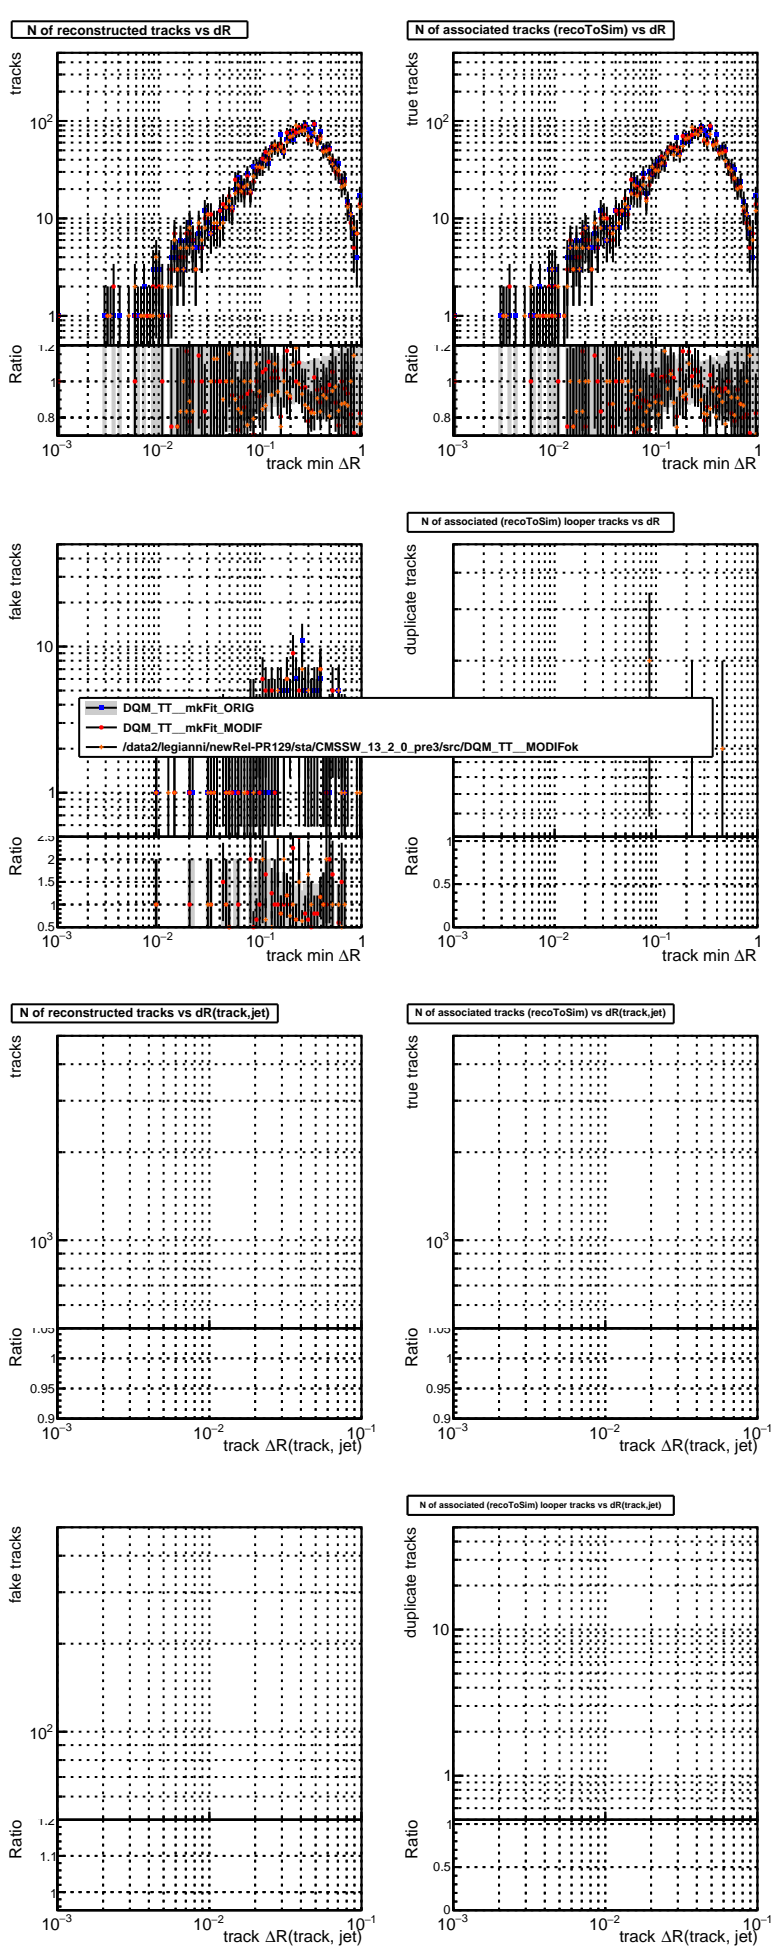 N of reconstructed tracks vs dR
N of associated tracks (recoToSim) vs dR
tracks
10²
10
1
Ratio
1.2
1
0.8
10⁻³
10⁻²
10⁻¹
1
track min ΔR
true tracks
10²
10
1
Ratio
1.2
1
0.8
10⁻³
10⁻²
10⁻¹
1
track min ΔR
N of associated (recoToSim) looper tracks vs dR
fake tracks
10
1
Ratio
2.5
2
1.5
1
0.5
10⁻³
10⁻²
10⁻¹
1
track min ΔR
duplicate tracks
Ratio
1
0.5
0
10⁻³
10⁻²
10⁻¹
1
track min ΔR
DQM_TT__mkFit_ORIG
DQM_TT__mkFit_MODIF
/data2/legianni/newRel-PR129/sta/CMSSW_13_2_0_pre3/src/DQM_TT__MODIFok
N of reconstructed tracks vs dR(track,jet)
N of associated tracks (recoToSim) vs dR(track,jet)
tracks
10³
Ratio
1.05
1
0.95
0.9
10⁻³
10⁻²
10⁻¹
track ΔR(track, jet)
true tracks
10³
Ratio
1.05
1
0.95
0.9
10⁻³
10⁻²
10⁻¹
track ΔR(track, jet)
N of associated (recoToSim) looper tracks vs dR(track,jet)
fake tracks
10²
Ratio
1.2
1.1
1
10⁻³
10⁻²
10⁻¹
track ΔR(track, jet)
duplicate tracks
10
1
Ratio
1
0.5
0
10⁻³
10⁻²
10⁻¹
track ΔR(track, jet)